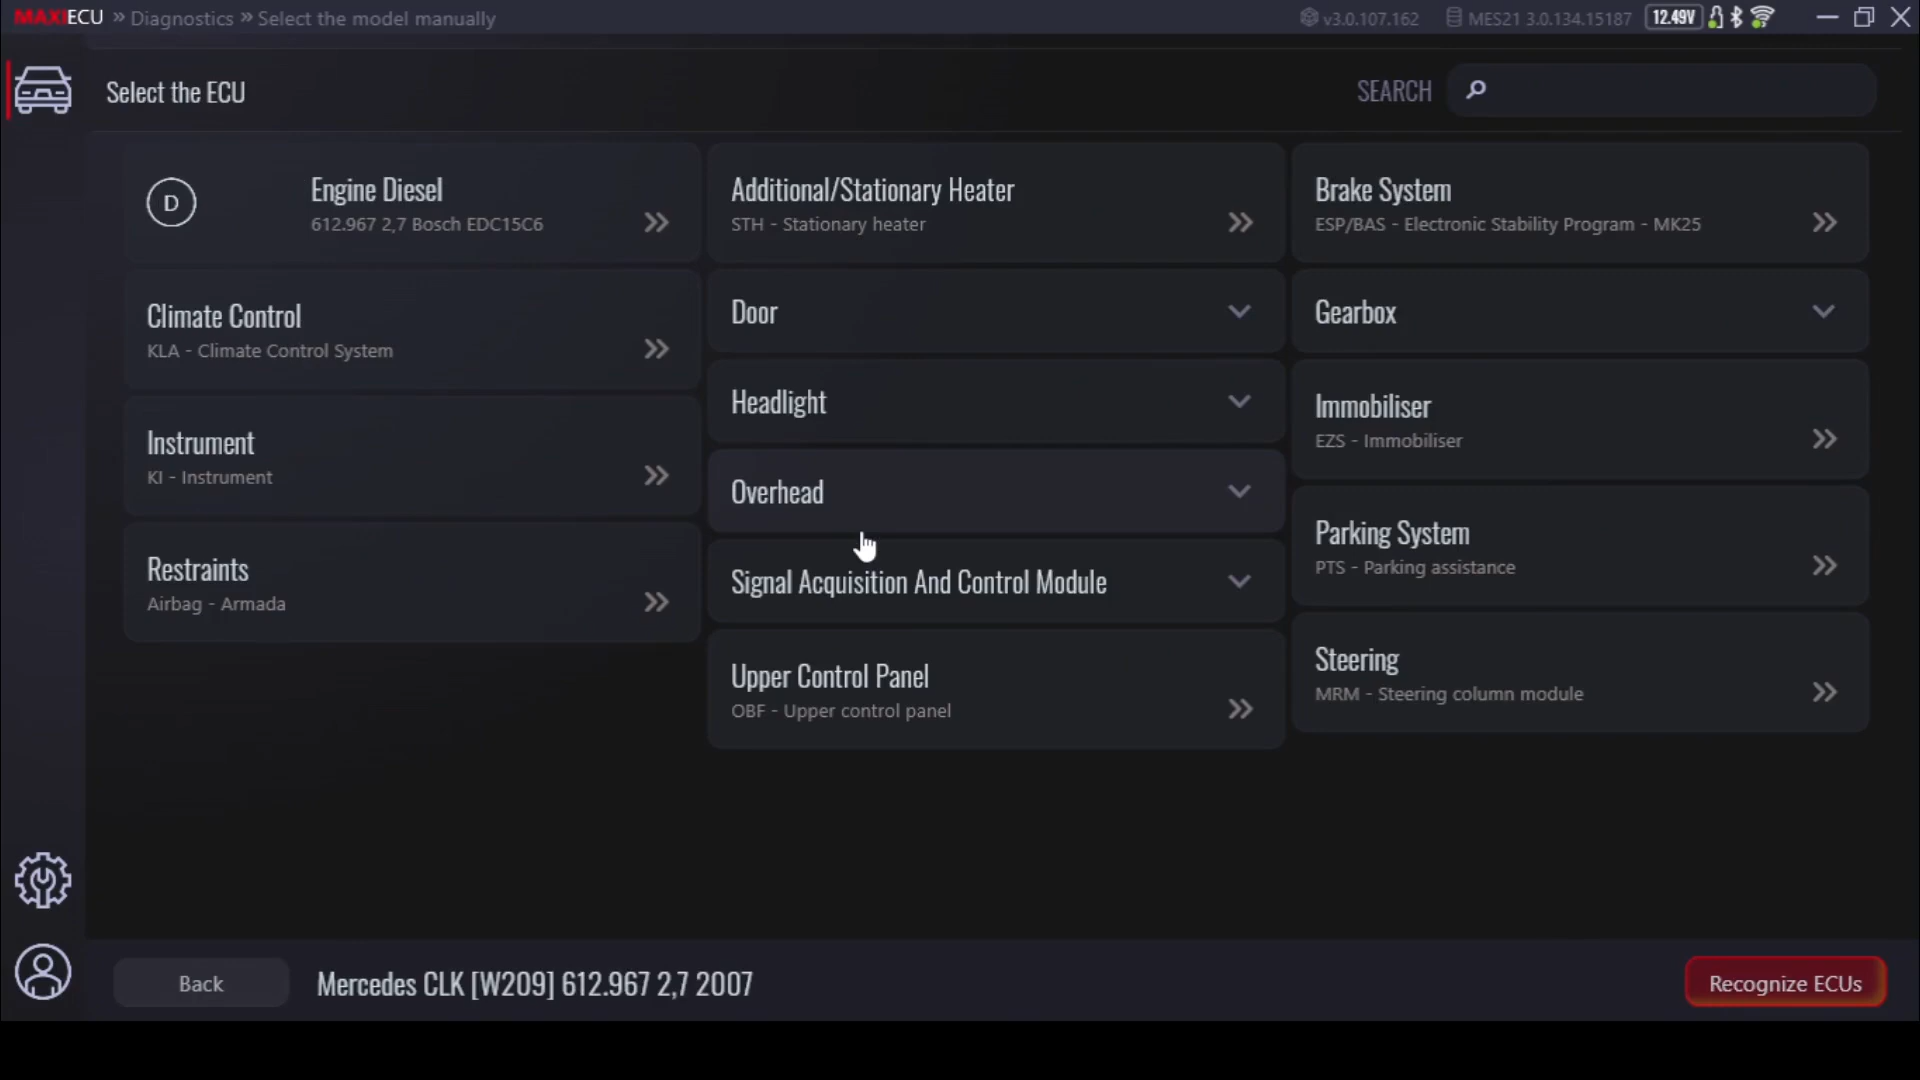 MAXIECU » Diagnostics » Select the model manually
v3.0.107.162 MES21 3.0.134.15187 12.49V
Select the ECU
SEARCH
D
Engine Diesel
612.967 2,7 Bosch EDC15C6
Climate Control
KLA - Climate Control System
Instrument
KI - Instrument
Restraints
Airbag - Armada
Additional/Stationary Heater
STH - Stationary heater
Door
Headlight
Overhead
Signal Acquisition And Control Module
Upper Control Panel
OBF - Upper control panel
Brake System
ESP/BAS - Electronic Stability Program - MK25
Gearbox
Immobiliser
EZS - Immobiliser
Parking System
PTS - Parking assistance
Steering
MRM - Steering column module
Back
Mercedes CLK [W209] 612.967 2,7 2007
Recognize ECUs